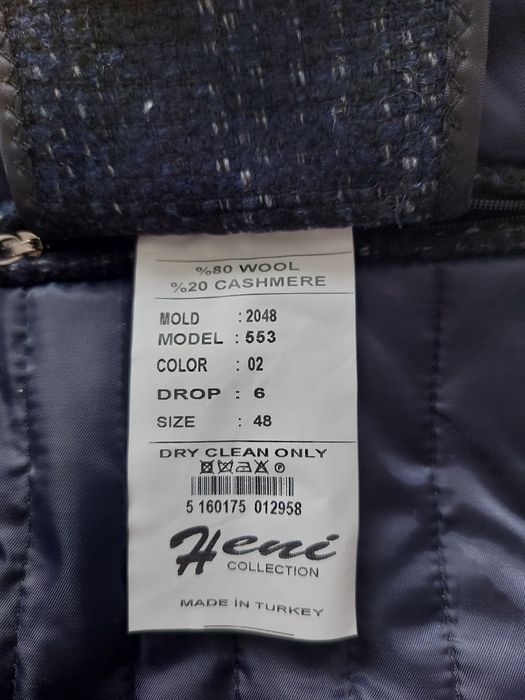 %80 WOOL
%20 CASHMERE
MOLD : 2048
MODEL : 553
COLOR : 02
DROP : 6
SIZE : 48
DRY CLEAN ONLY
5 160175 012958
Heni
COLLECTION
MADE İN TURKEY